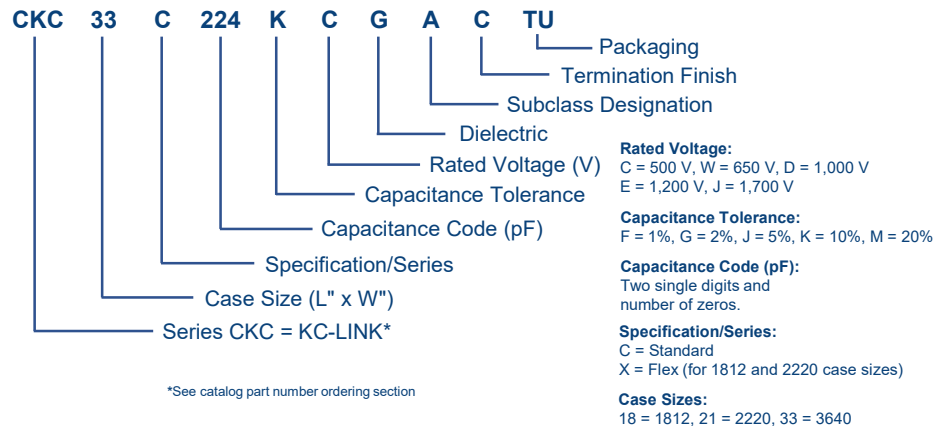 CKC 33 C 224 K C G A C TU
Packaging
Termination Finish
Subclass Designation
Dielectric
Rated Voltage (V)
Capacitance Tolerance
Capacitance Code (pF)
Specification/Series
Case Size (L" x W")
Series CKC = KC-LINK*
*See catalog part number ordering section
Rated Voltage:
C = 500 V, W = 650 V, D = 1,000 V
E = 1,200 V, J = 1,700 V
Capacitance Tolerance:
F = 1%, G = 2%, J = 5%, K = 10%, M = 20%
Capacitance Code (pF):
Two single digits and
number of zeros.
Specification/Series:
C = Standard
X = Flex (for 1812 and 2220 case sizes)
Case Sizes:
18 = 1812, 21 = 2220, 33 = 3640